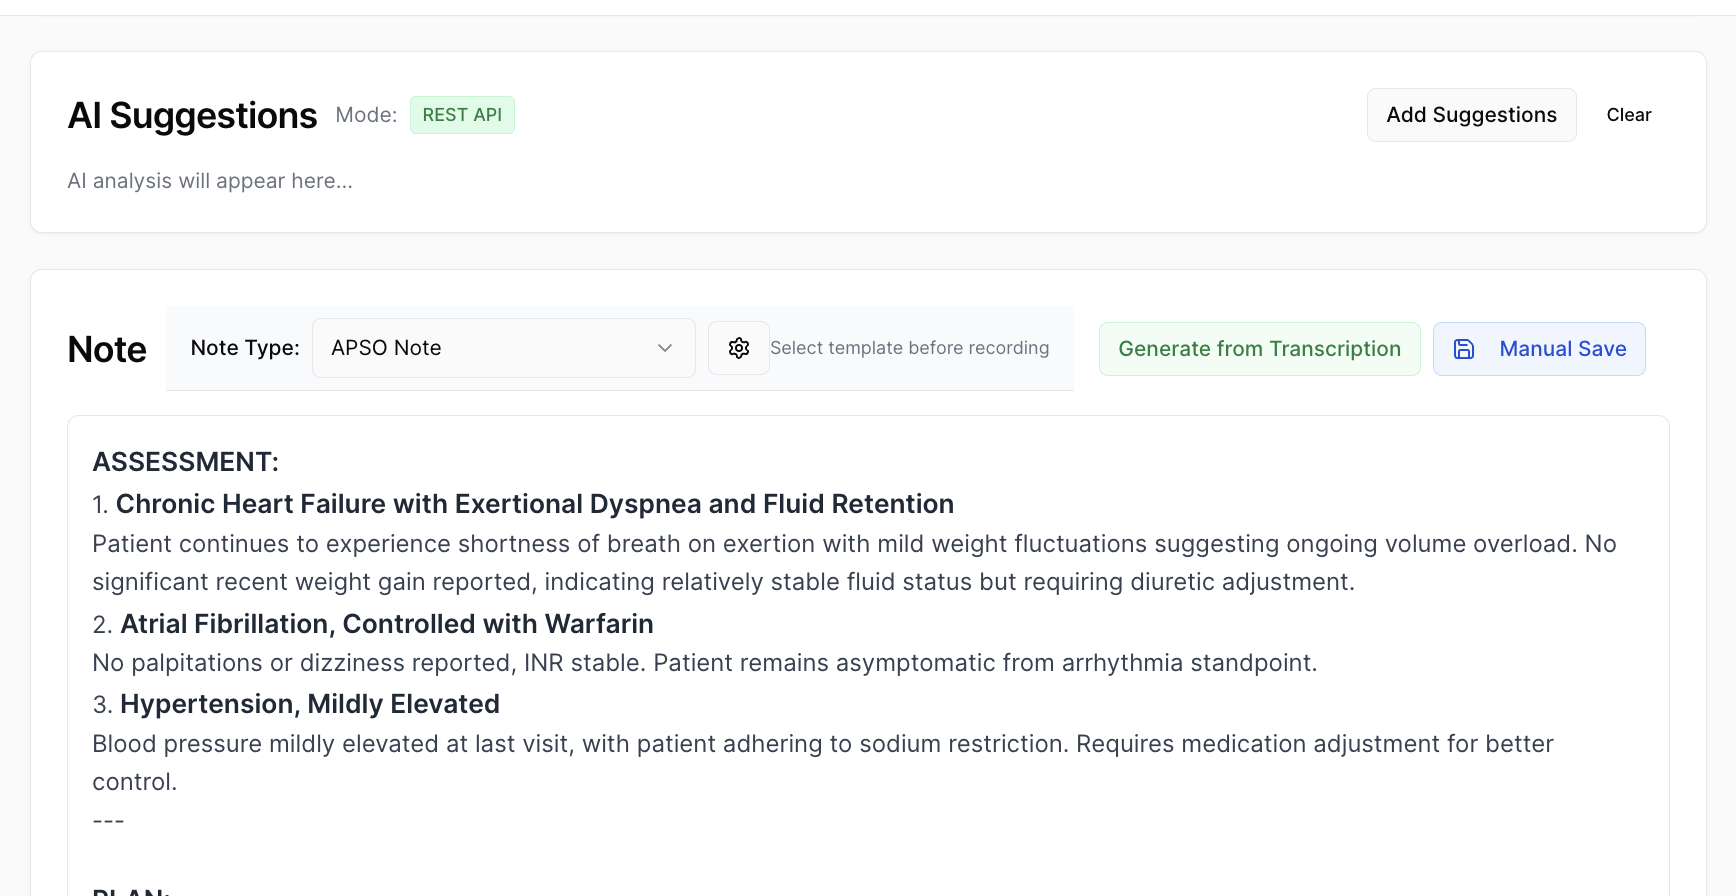 AI Suggestions Mode: REST API Add Suggestions Clear
AI analysis will appear here...
Note Note Type: APSO Note Select template before recording Generate from Transcription Manual Save
ASSESSMENT:
1. Chronic Heart Failure with Exertional Dyspnea and Fluid Retention
Patient continues to experience shortness of breath on exertion with mild weight fluctuations suggesting ongoing volume overload. No
significant recent weight gain reported, indicating relatively stable fluid status but requiring diuretic adjustment.
2. Atrial Fibrillation, Controlled with Warfarin
No palpitations or dizziness reported, INR stable. Patient remains asymptomatic from arrhythmia standpoint.
3. Hypertension, Mildly Elevated
Blood pressure mildly elevated at last visit, with patient adhering to sodium restriction. Requires medication adjustment for better
control.
---
PLAN: